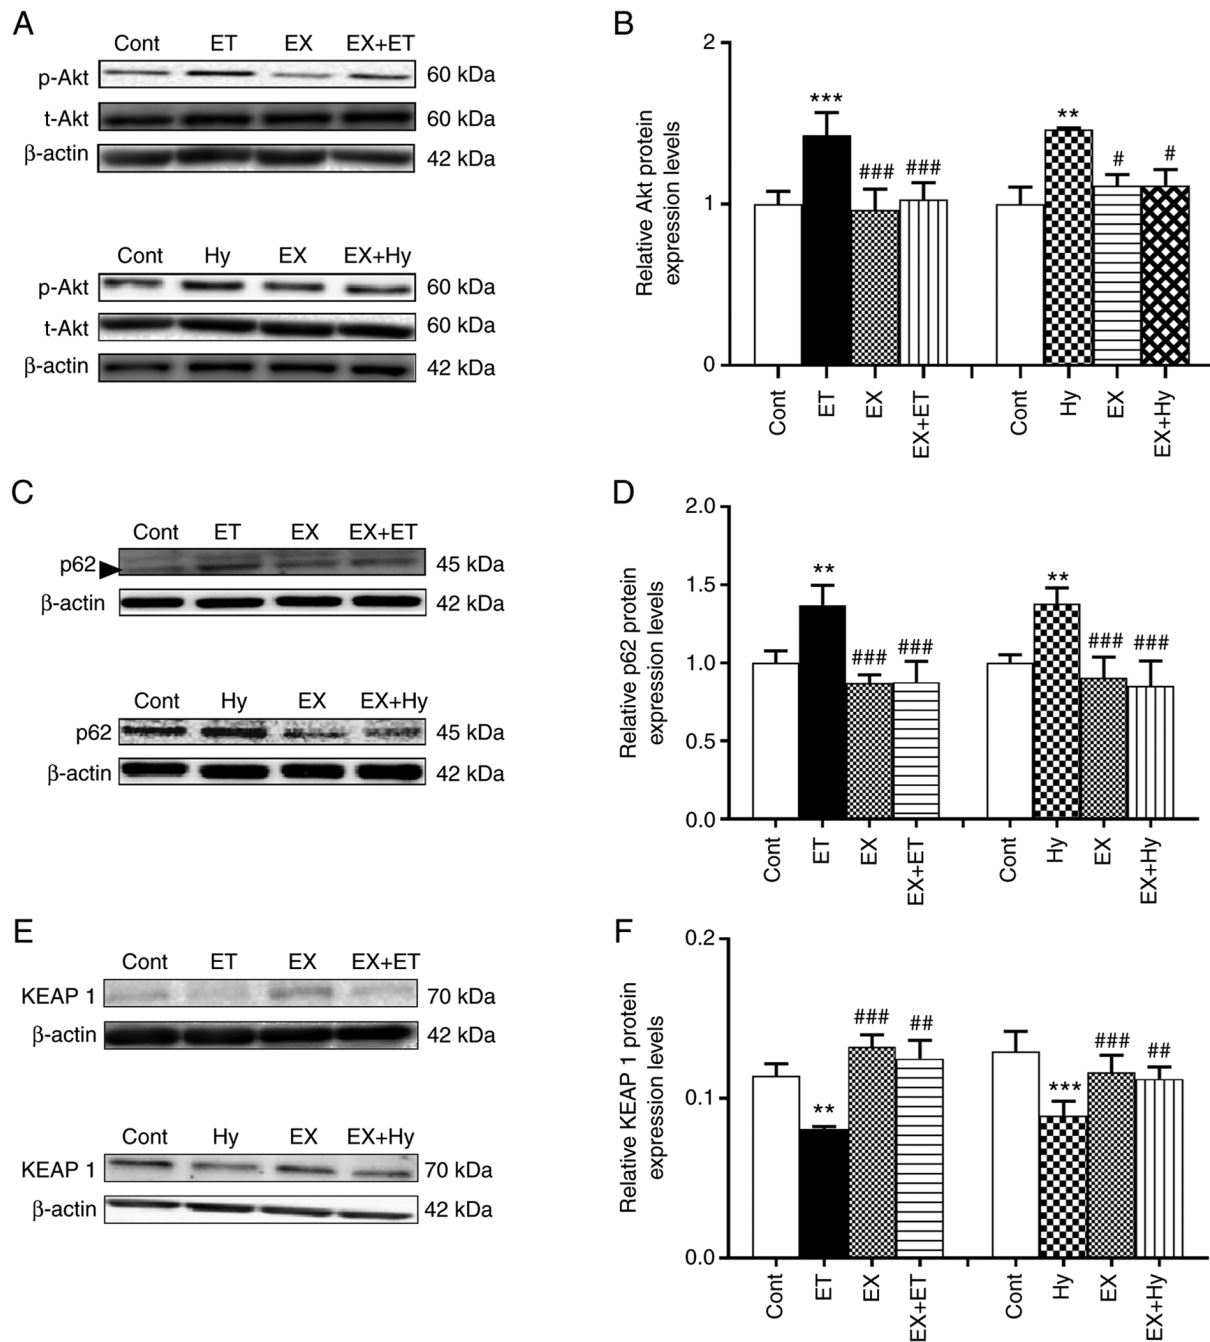 A
Cont ET EX EX+ET
p-Akt 60 kDa
t-Akt 60 kDa
β-actin 42 kDa
Cont Hy EX EX+Hy
p-Akt 60 kDa
t-Akt 60 kDa
β-actin 42 kDa
B
Relative Akt protein
expression levels
2
1
0
*** ### ### ** # #
Cont ET EX EX+ET Cont Hy EX EX+Hy
C
Cont ET EX EX+ET
p62 45 kDa
β-actin 42 kDa
Cont Hy EX EX+Hy
p62 45 kDa
β-actin 42 kDa
D
Relative p62 protein
expression levels
2.0
1.5
1.0
0.5
0.0
** ### ### ** ### ###
Cont ET EX EX+ET Cont Hy EX EX+Hy
E
Cont ET EX EX+ET
KEAP 1 70 kDa
β-actin 42 kDa
Cont Hy EX EX+Hy
KEAP 1 70 kDa
β-actin 42 kDa
F
Relative KEAP 1 protein
expression levels
0.2
0.1
0.0
** ### ## *** ### ##
Cont ET EX EX+ET Cont Hy EX EX+Hy